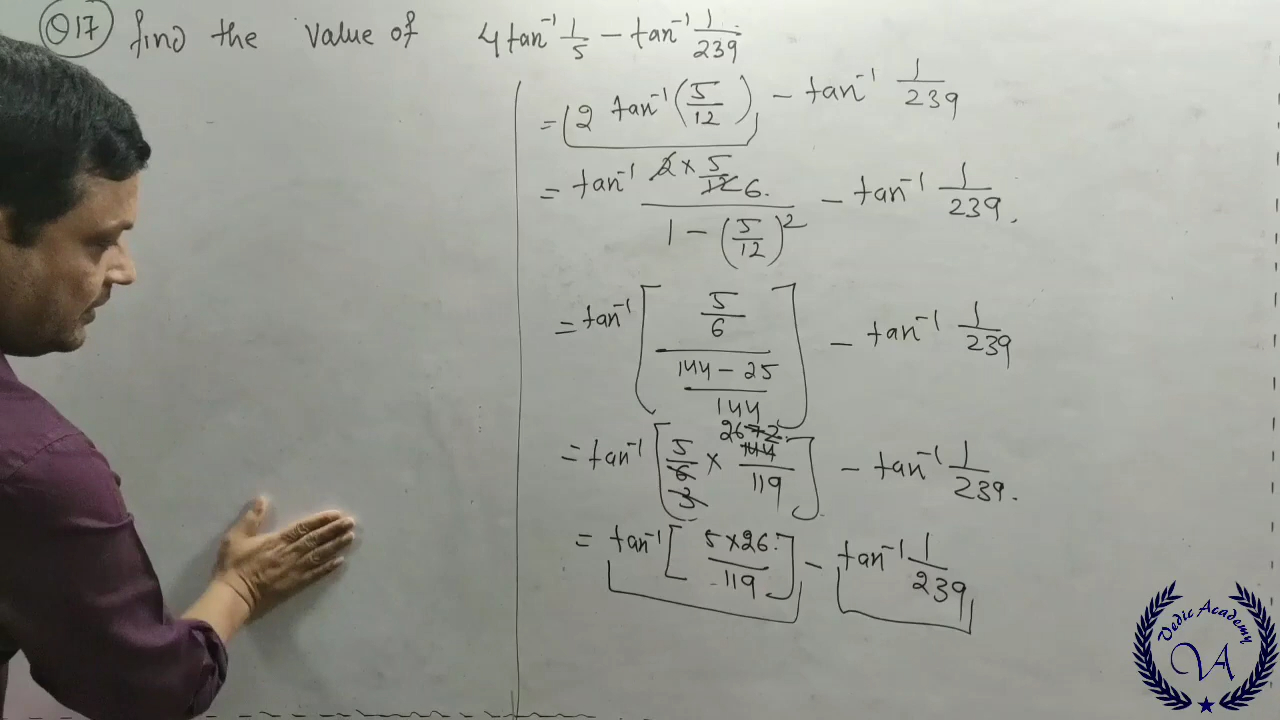 Q17 find the value of 4tan⁻¹ 1/5 − tan⁻¹ 1/239
= 2 tan⁻¹(5/12) − tan⁻¹ 1/239
= tan⁻¹ (2 × 5/12 6.)/(1 − (5/12)²) − tan⁻¹ 1/239.
= tan⁻¹ [(5/6)/((144 − 25)/144)] − tan⁻¹ 1/239
= tan⁻¹ [5/6 3 × 26 72 144/119] − tan⁻¹ 1/239.
= tan⁻¹ [5×26/119] − tan⁻¹ 1/239
Vedic Academy
VA